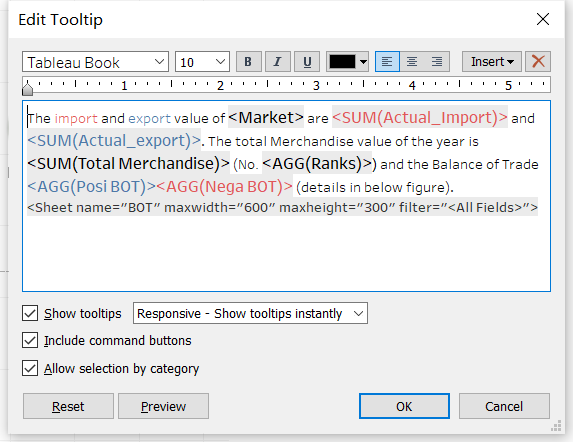 Edit Tooltip
Tableau Book 10 B I U Insert
1 2 3 4 5
The import and export value of <Market> are <SUM(Actual_Import)> and
<SUM(Actual_export)>. The total Merchandise value of the year is
<SUM(Total Merchandise)> (No. <AGG(Ranks)>) and the Balance of Trade
<AGG(Posi BOT)><AGG(Nega BOT)> (details in below figure).
<Sheet name="BOT" maxwidth="600" maxheight="300" filter="<All Fields>">
Show tooltips Responsive - Show tooltips instantly
Include command buttons
Allow selection by category
Reset Preview OK Cancel